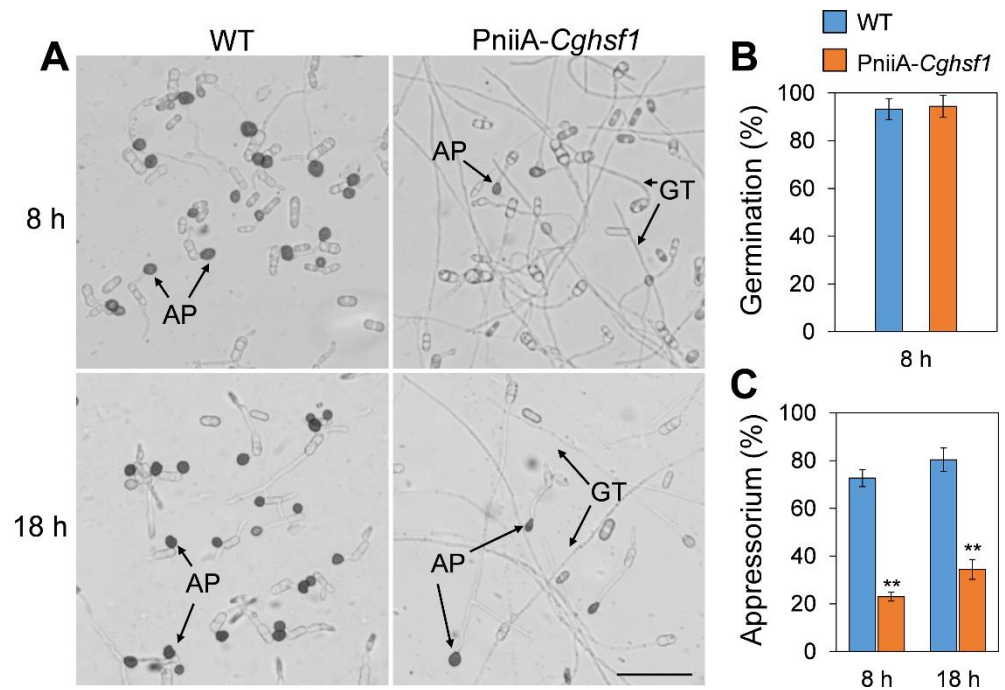 WT
PniiA-Cghsf1
A
WT
PniiA-Cghsf1
8 h
AP
AP
GT
18 h
AP
AP
GT
B
Germination (%)
100
80
60
40
20
0
8 h
C
Appressorium (%)
100
80
60
40
20
0
**
**
8 h
18 h